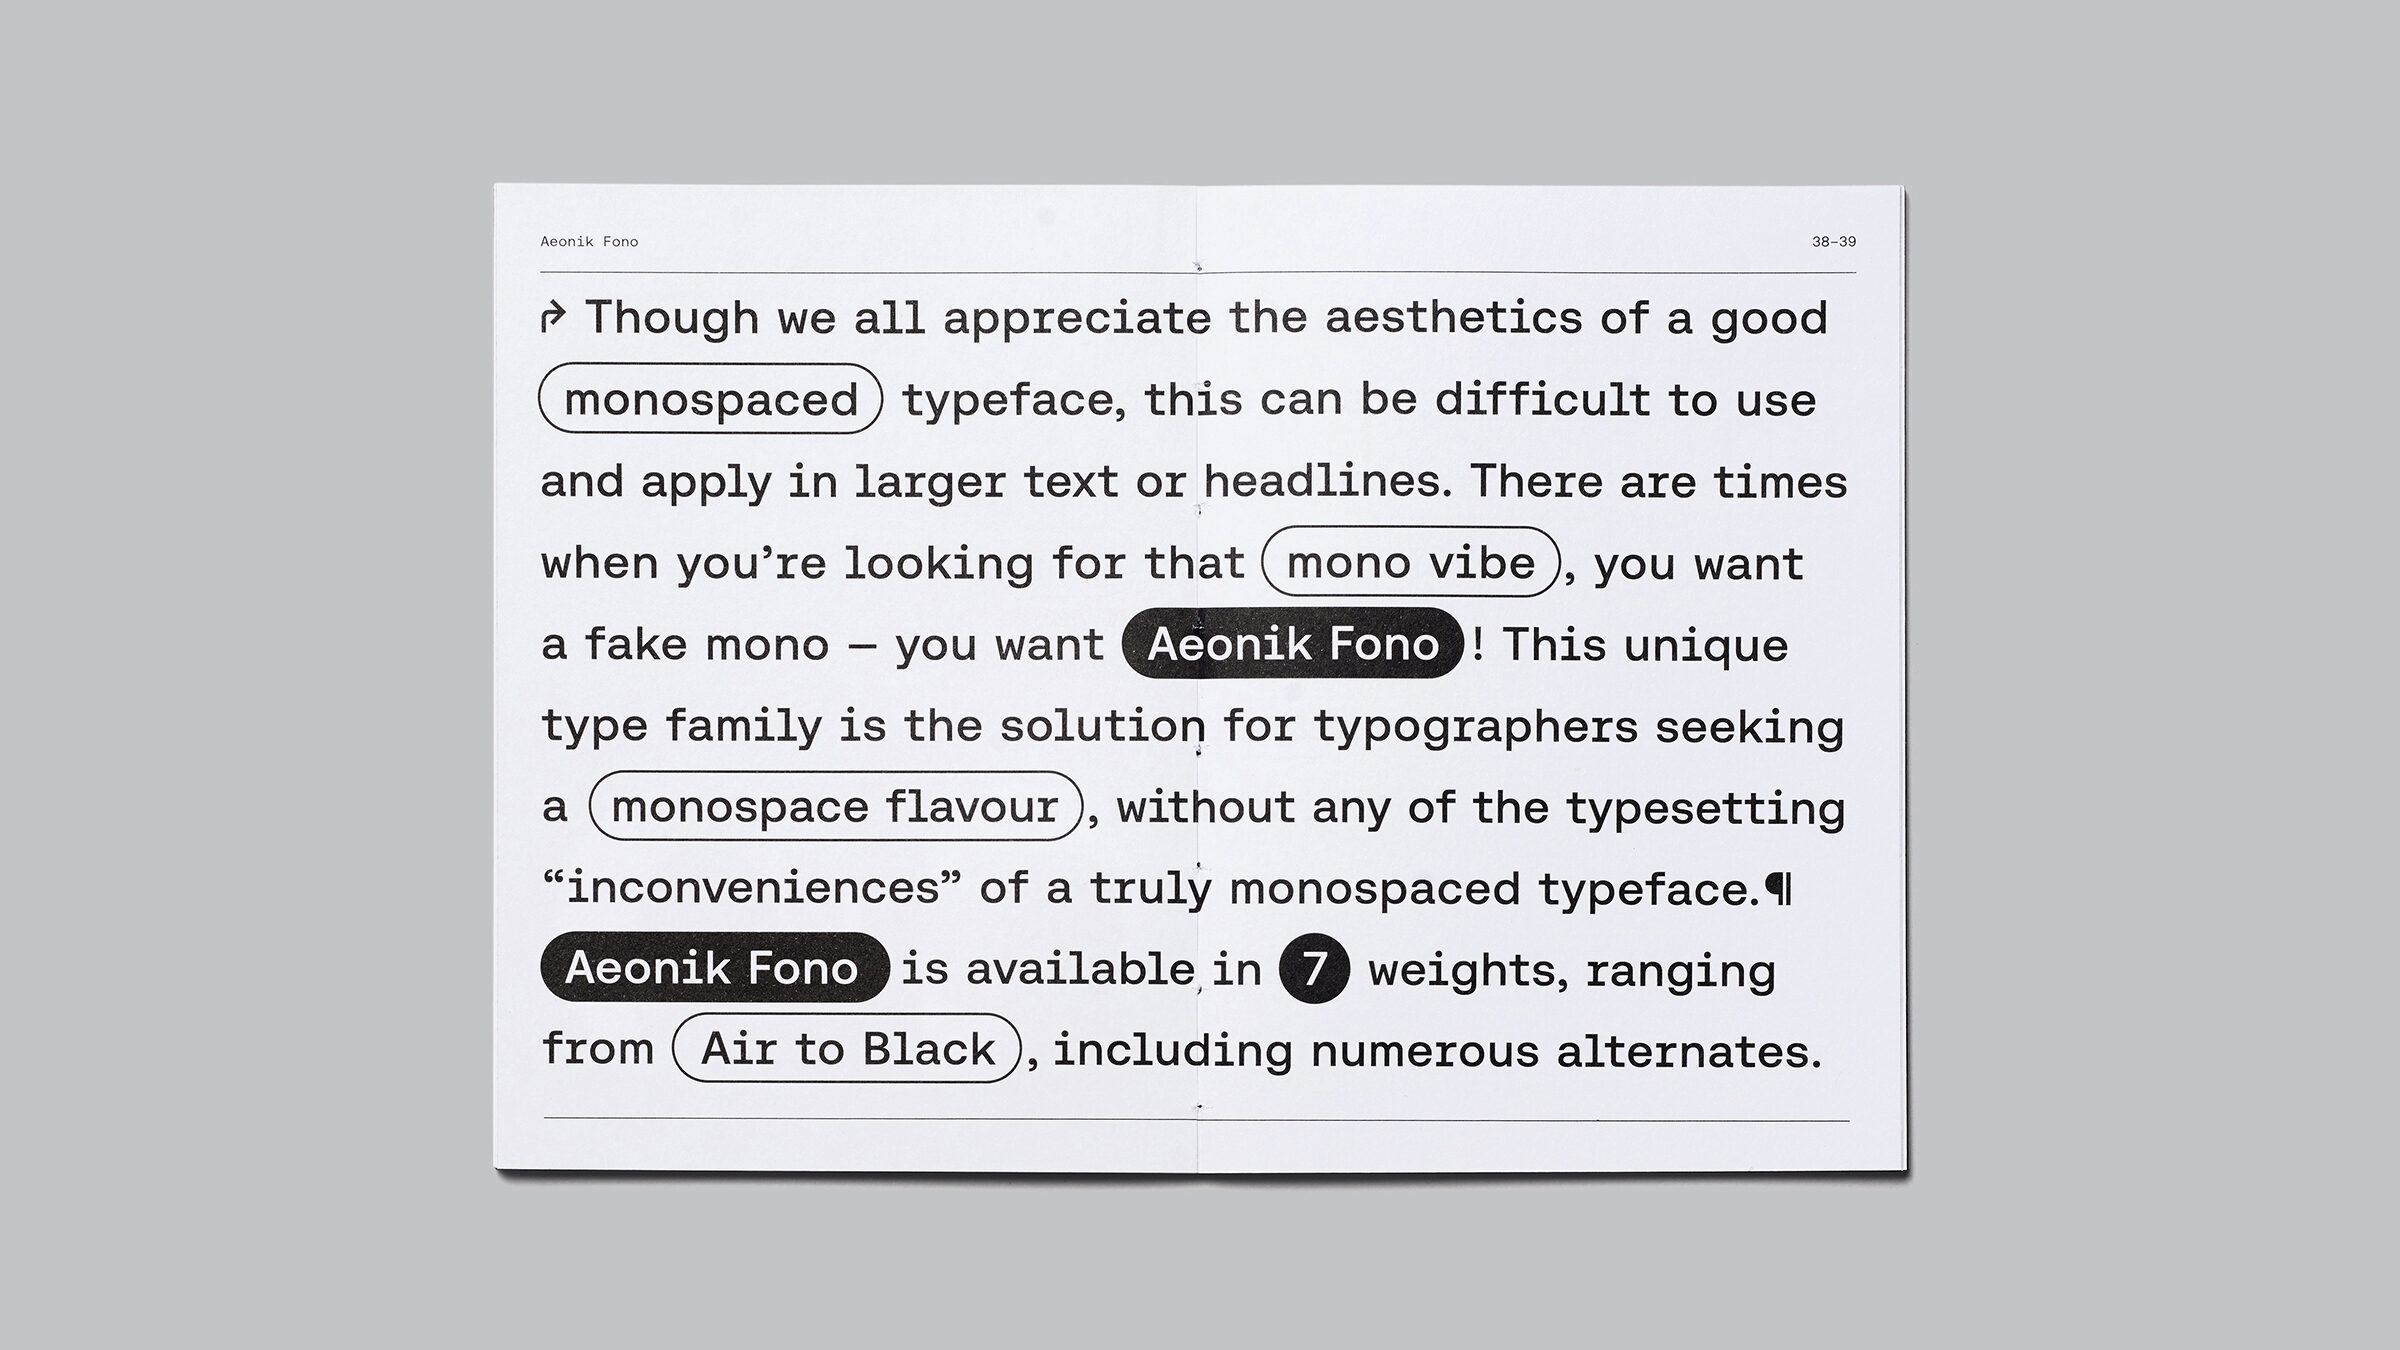 Aeonik Fono
38–39
↱ Though we all appreciate the aesthetics of a good
monospaced typeface, this can be difficult to use
and apply in larger text or headlines. There are times
when you’re looking for that mono vibe, you want
a fake mono — you want Aeonik Fono! This unique
type family is the solution for typographers seeking
a monospace flavour, without any of the typesetting
“inconveniences” of a truly monospaced typeface.¶
Aeonik Fono is available in 7 weights, ranging
from Air to Black, including numerous alternates.